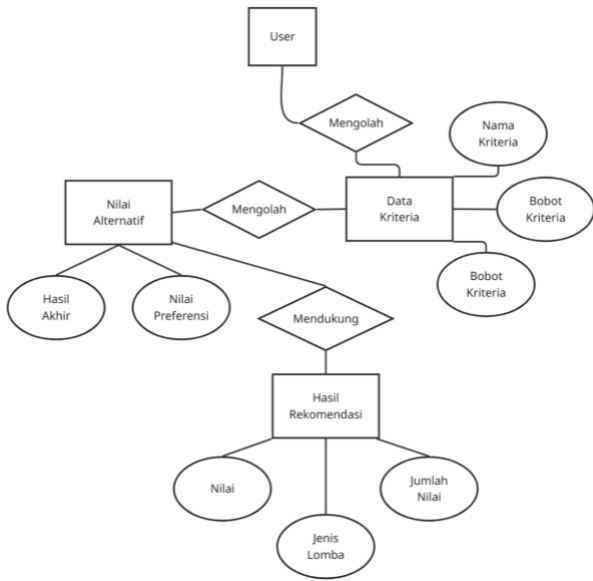 User
Mengolah
Nama
Kriteria
Nilai
Alternatif
Mengolah
Data
Kriteria
Bobot
Kriteria
Bobot
Kriteria
Hasil
Akhir
Nilai
Preferensi
Mendukung
Hasil
Rekomendasi
Nilai
Jumlah
Nilai
Jenis
Lomba